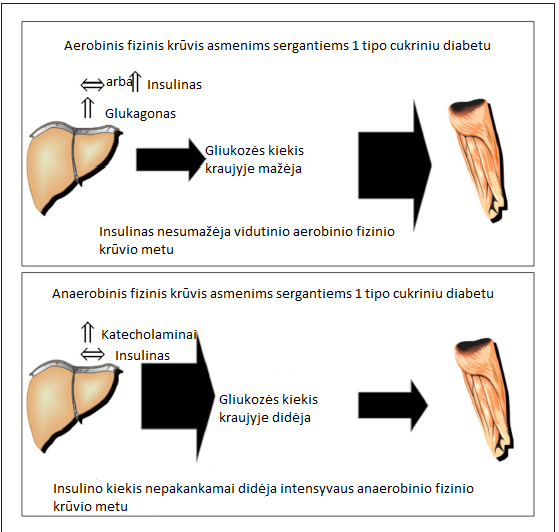 Aerobinis fizinis krūvis asmenims sergantiems 1 tipo cukriniu diabetu
⇔ arba ⇑ Insulinas
⇑ Glukagonas
Gliukozės kiekis
kraujyje mažėja
Insulinas nesumažėja vidutinio aerobinio fizinio
krūvio metu
Anaerobinis fizinis krūvis asmenims sergantiems 1 tipo cukriniu diabetu
⇑ Katecholaminai
⇔ Insulinas
Gliukozės kiekis
kraujyje didėja
Insulino kiekis nepakankamai didėja intensyvaus anaerobinio fizinio
krūvio metu